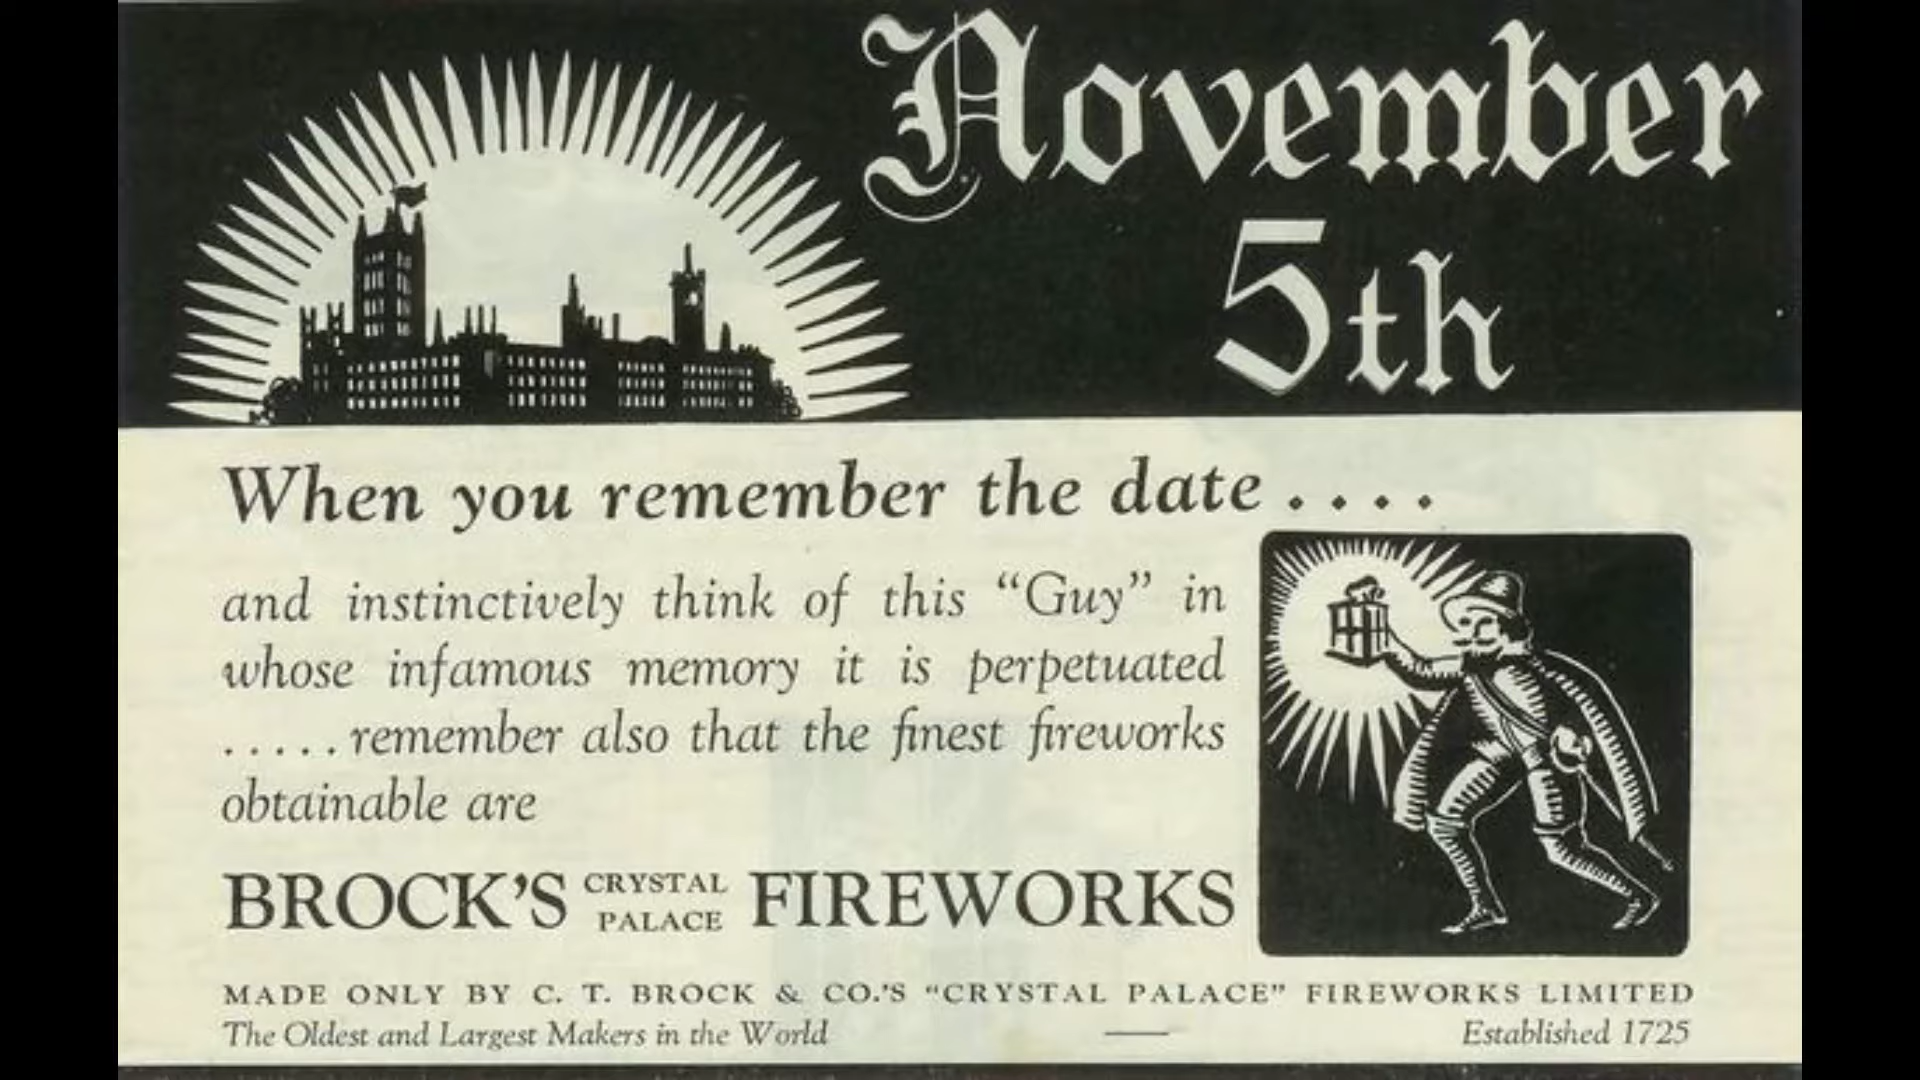 November
5th
When you remember the date . . . .
and instinctively think of this “Guy” in
whose infamous memory it is perpetuated
. . . . . remember also that the finest fireworks
obtainable are
BROCK’S CRYSTAL PALACE FIREWORKS
MADE ONLY BY C. T. BROCK & CO.’S “CRYSTAL PALACE” FIREWORKS LIMITED
The Oldest and Largest Makers in the World — Established 1725